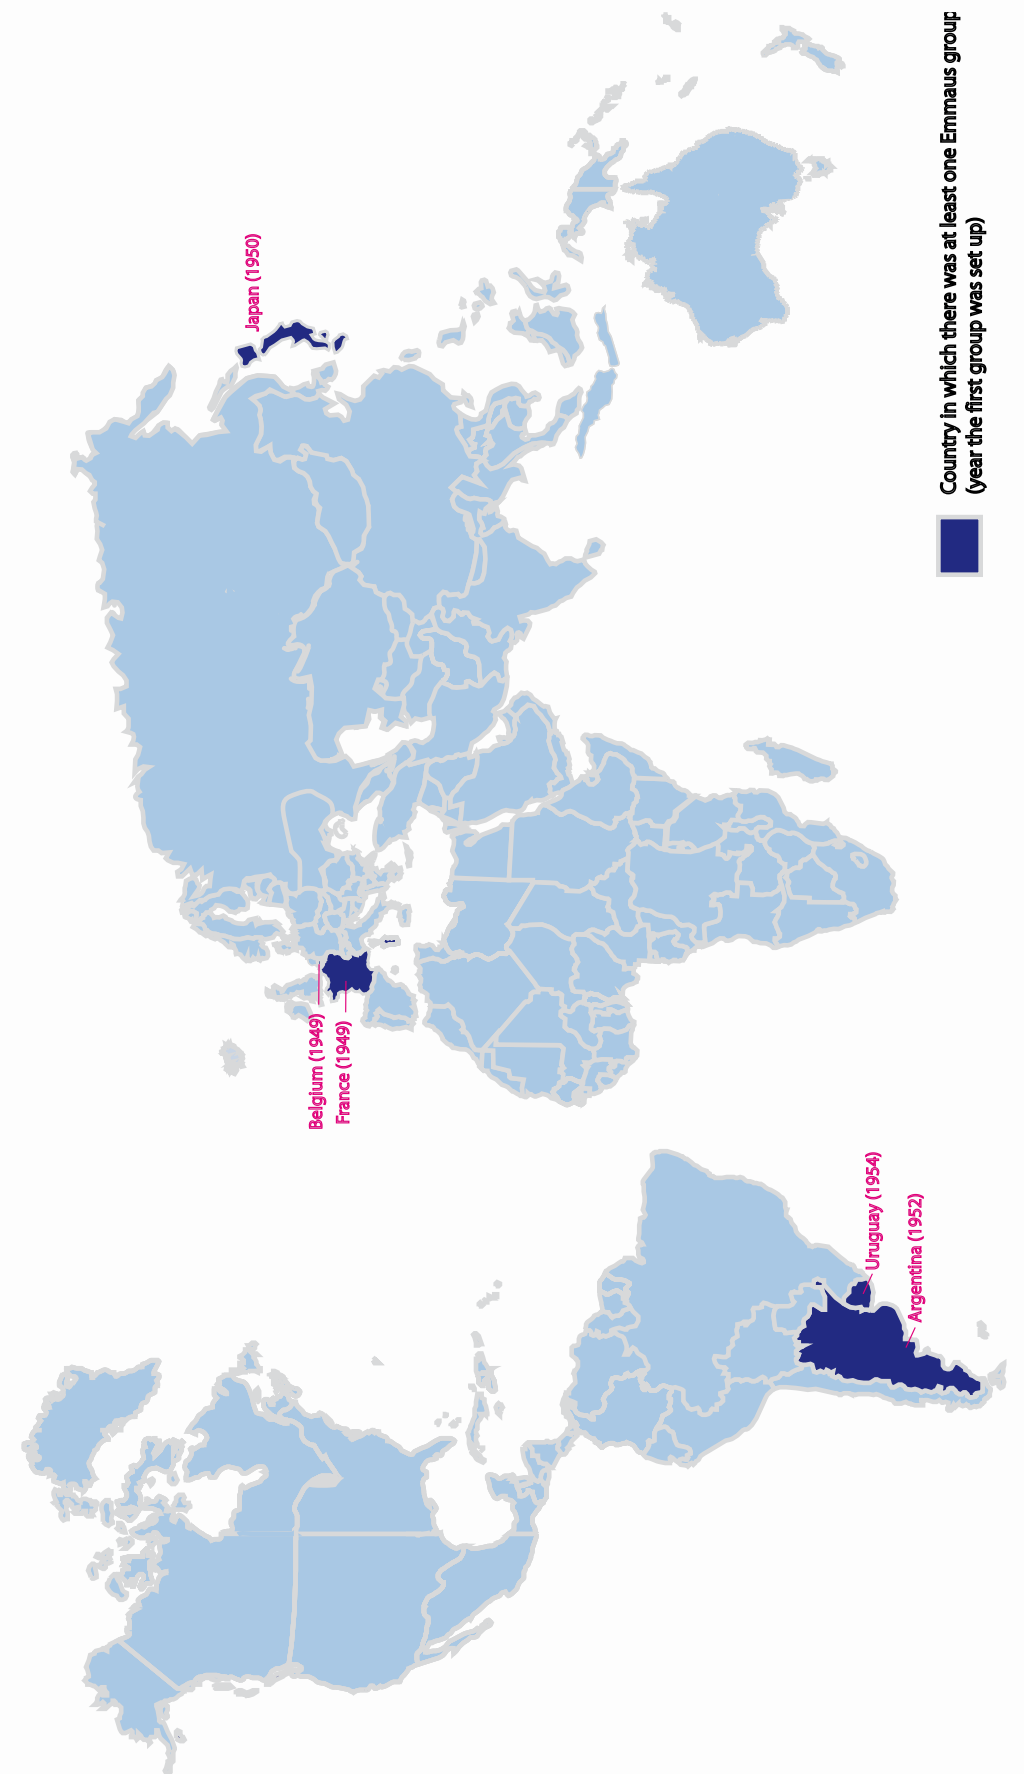 Japan (1950)
Belgium (1949)
France (1949)
Uruguay (1954)
Argentina (1952)
Country in which there was at least one Emmaus group
(year the first group was set up)